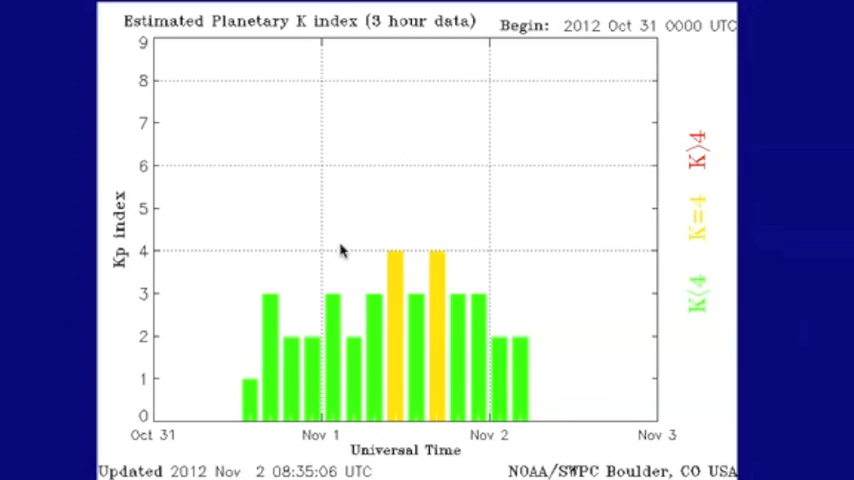 Estimated Planetary K index (3 hour data) Begin: 2012 Oct 31 0000 UTC
9
8
7
6
5
4
3
2
1
0
Kp index
K>4
K=4
K<4
Oct 31 Nov 1 Nov 2 Nov 3
Universal Time
Updated 2012 Nov 2 08:35:06 UTC NOAA/SWPC Boulder, CO USA